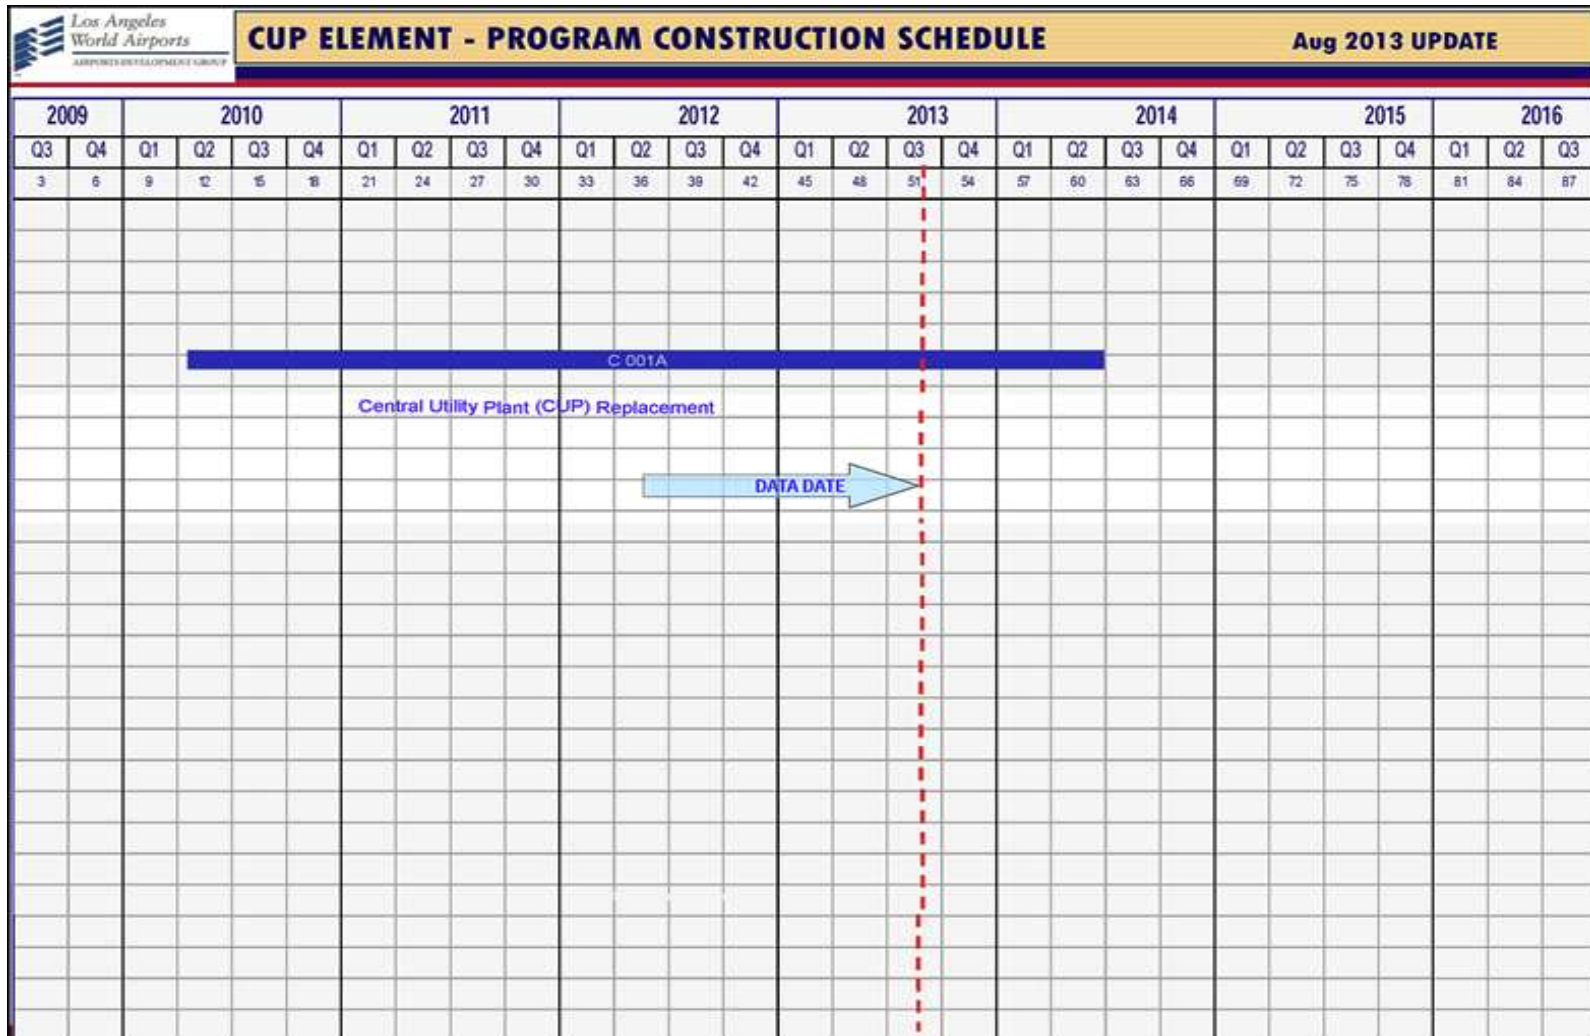 Los Angeles
World Airports
AIRPORTS DEVELOPMENT GROUP
CUP ELEMENT - PROGRAM CONSTRUCTION SCHEDULE
Aug 2013 UPDATE
2009 2010 2011 2012 2013 2014 2015 2016
Q3 Q4 Q1 Q2 Q3 Q4 Q1 Q2 Q3 Q4 Q1 Q2 Q3 Q4 Q1 Q2 Q3 Q4 Q1 Q2 Q3 Q4 Q1 Q2 Q3 Q4 Q1 Q2 Q3
3 6 9 12 15 18 21 24 27 30 33 36 39 42 45 48 51 54 57 60 63 66 69 72 75 78 81 84 87
C 001A
Central Utility Plant (CUP) Replacement
DATA DATE